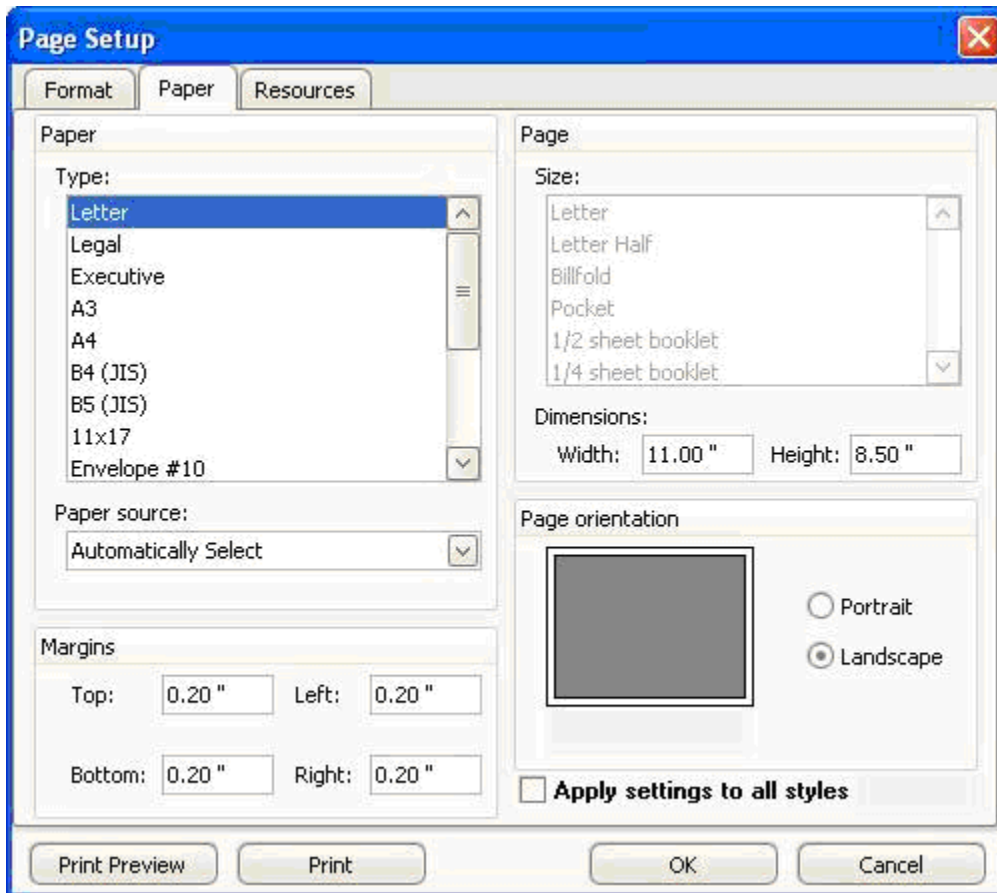 Page Setup
Format Paper Resources
Paper
Type:
Letter
Legal
Executive
A3
A4
B4 (JIS)
B5 (JIS)
11x17
Envelope #10
Paper source:
Automatically Select
Margins
Top: 0.20 " Left: 0.20 "
Bottom: 0.20 " Right: 0.20 "
Page
Size:
Letter
Letter Half
Billfold
Pocket
1/2 sheet booklet
1/4 sheet booklet
Dimensions:
Width: 11.00 " Height: 8.50 "
Page orientation
Portrait
Landscape
Apply settings to all styles
Print Preview Print OK Cancel